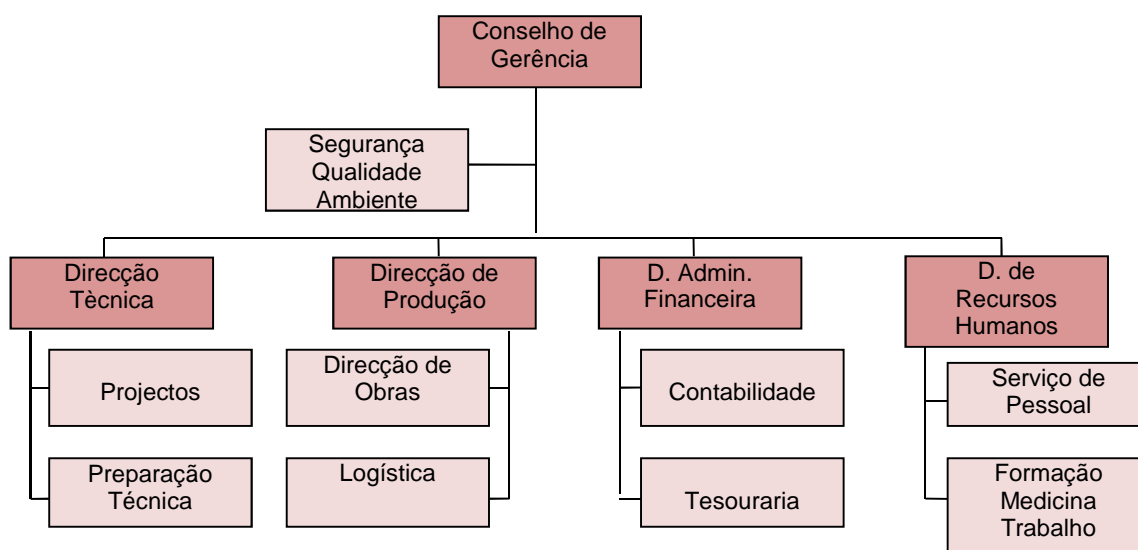 Conselho de
Gerência
Segurança
Qualidade
Ambiente
Direcção
Tècnica
Direcção de
Produção
D. Admin.
Financeira
D. de
Recursos
Humanos
Projectos
Direcção de
Obras
Contabilidade
Serviço de
Pessoal
Preparação
Técnica
Logística
Tesouraria
Formação
Medicina
Trabalho